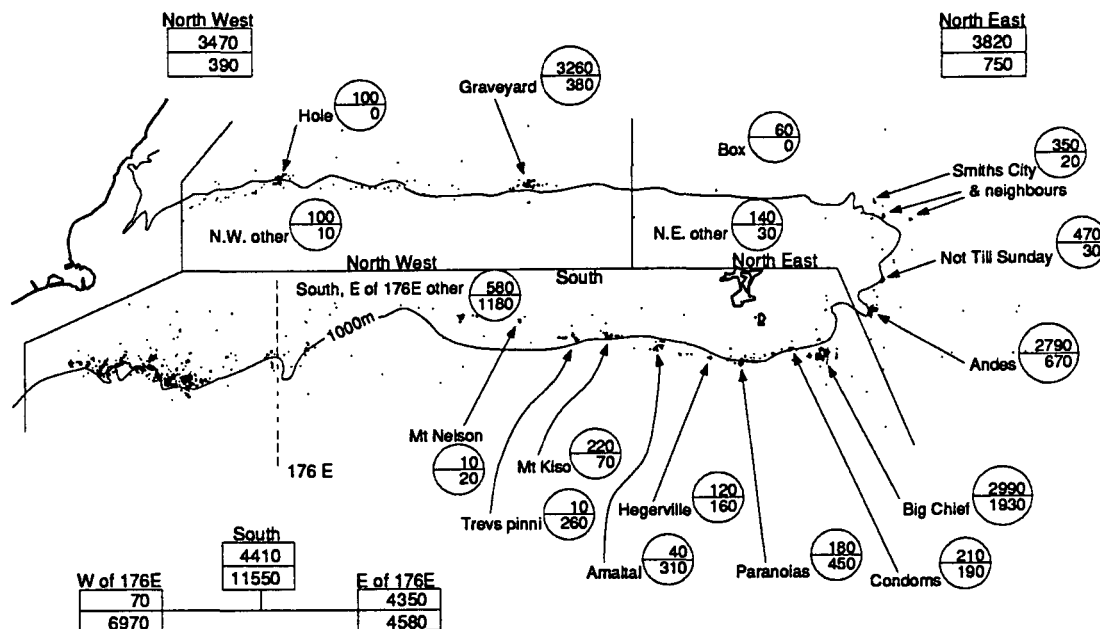 North West
3470
390
North East
3820
750
Graveyard
3260
380
Hole
100
0
Box
60
0
Smiths City
& neighbours
350
20
N.W. other
100
10
N.E. other
140
30
Not Till Sunday
470
30
North West
North East
South
South, E of 176E other
580
1180
1000m
Andes
2790
670
Mt Nelson
10
20
176 E
Trevs pinni
10
260
Mt Kiso
220
70
Amaltal
40
310
Hegerville
120
160
Paranoias
180
450
Condoms
210
190
Big Chief
2990
1930
South
4410
11550
W of 176E
70
6970
E of 176E
4350
4580